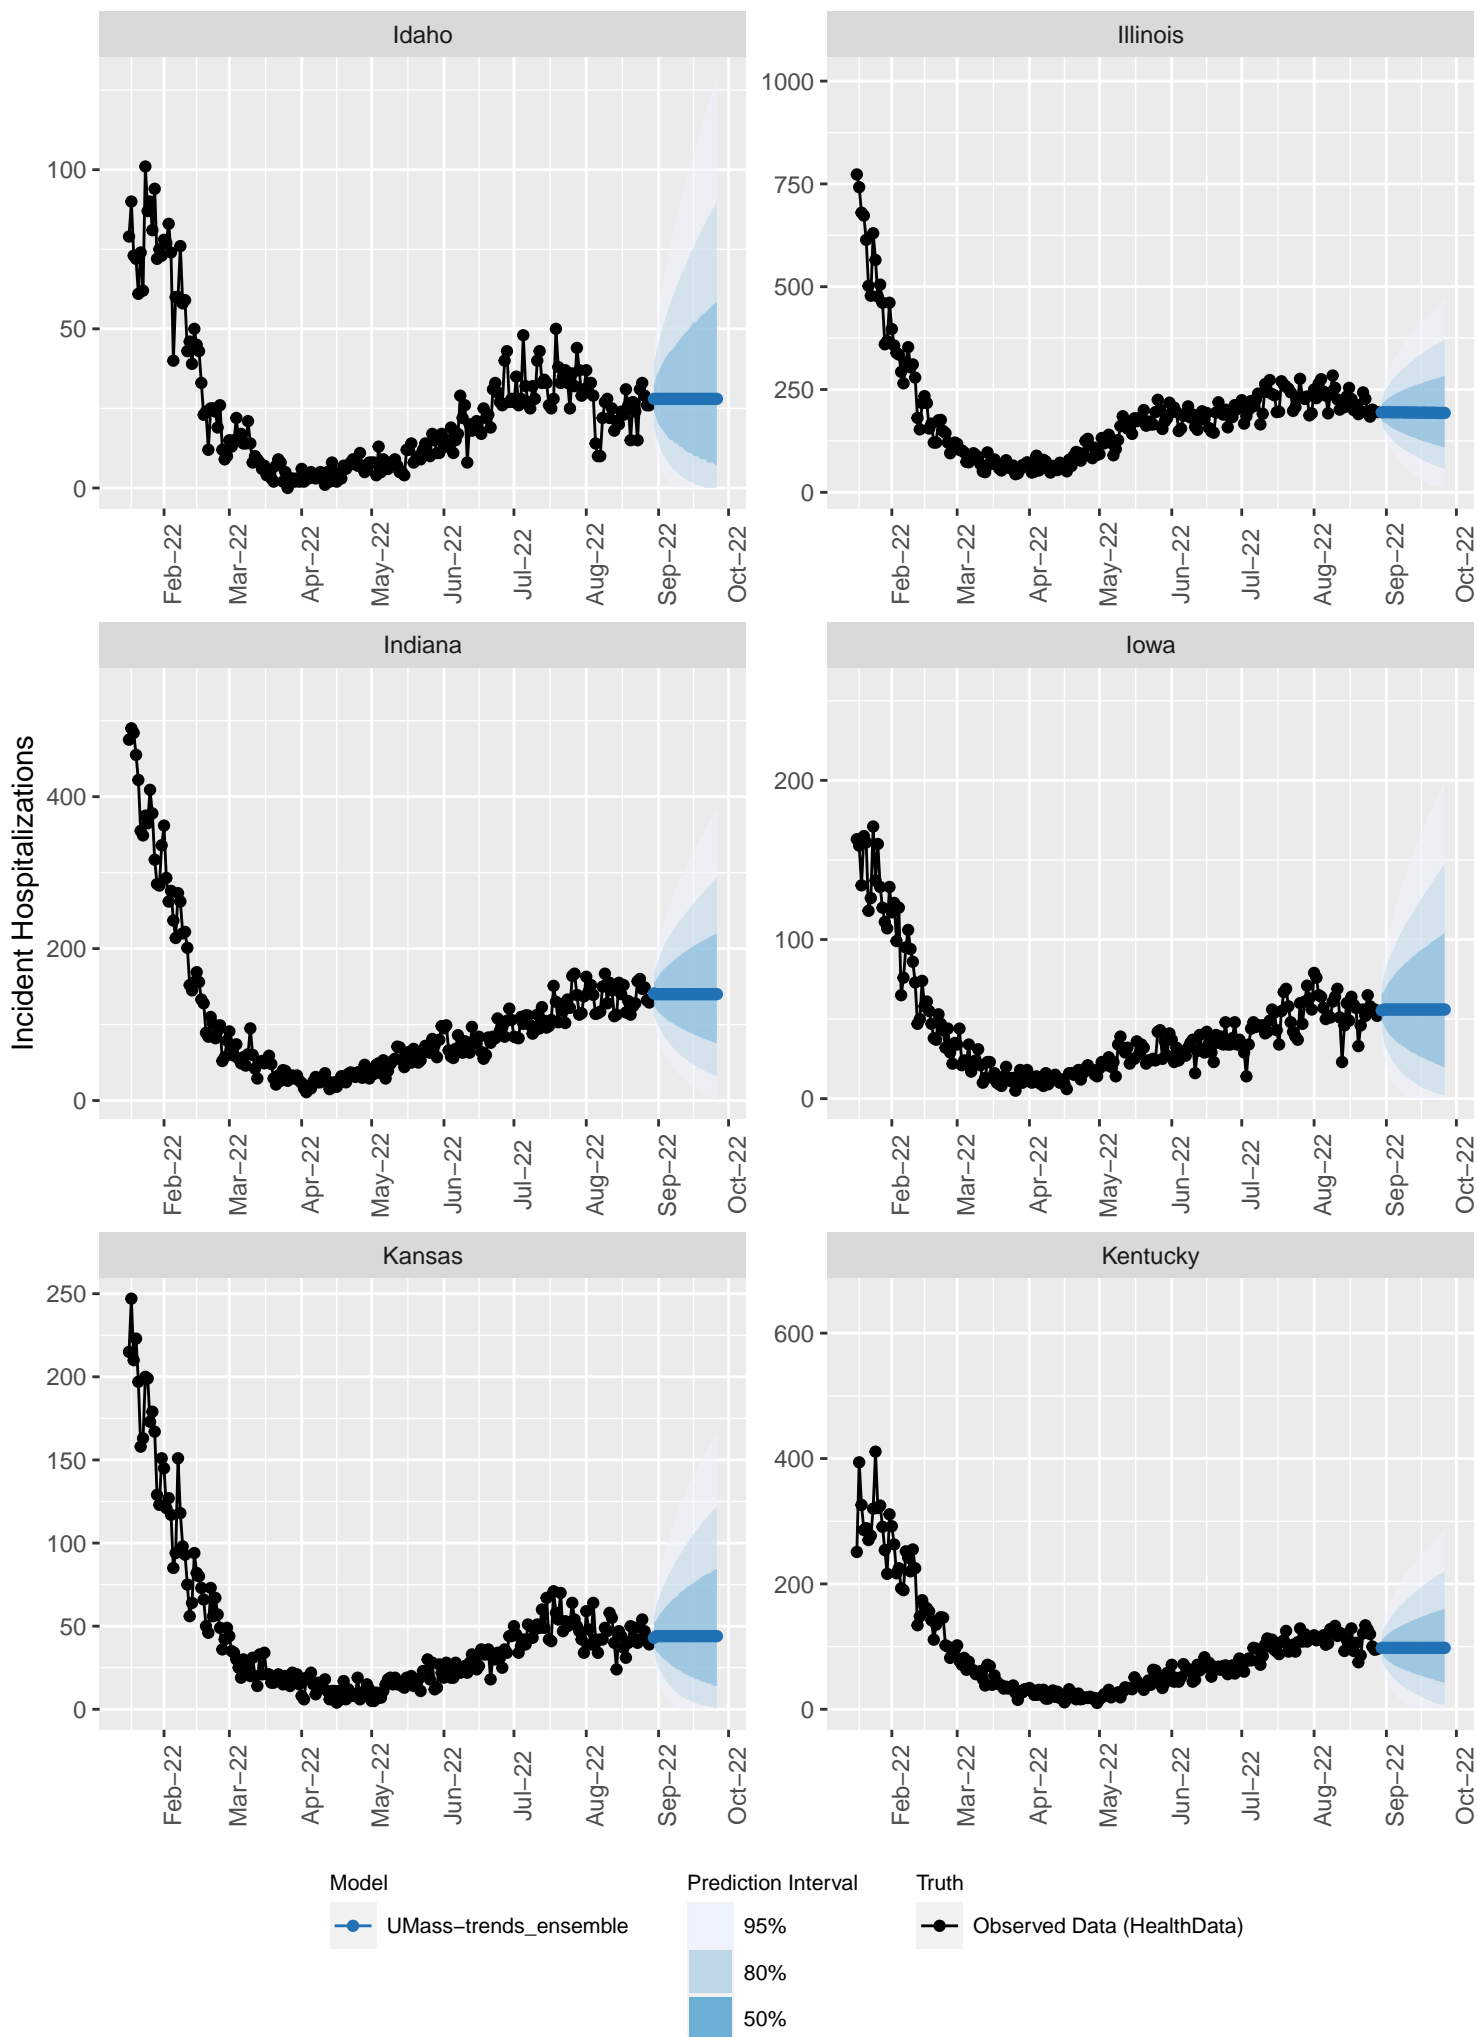 Idaho
Illinois
100
50
0
1000
750
500
250
0
Feb−22
Mar−22
Apr−22
May−22
Jun−22
Jul−22
Aug−22
Sep−22
Oct−22
Feb−22
Mar−22
Apr−22
May−22
Jun−22
Jul−22
Aug−22
Sep−22
Oct−22
Indiana
Iowa
Incident Hospitalizations
400
200
0
200
100
0
Feb−22
Mar−22
Apr−22
May−22
Jun−22
Jul−22
Aug−22
Sep−22
Oct−22
Feb−22
Mar−22
Apr−22
May−22
Jun−22
Jul−22
Aug−22
Sep−22
Oct−22
Kansas
Kentucky
250
200
150
100
50
0
600
400
200
0
Feb−22
Mar−22
Apr−22
May−22
Jun−22
Jul−22
Aug−22
Sep−22
Oct−22
Feb−22
Mar−22
Apr−22
May−22
Jun−22
Jul−22
Aug−22
Sep−22
Oct−22
Model
UMass−trends_ensemble
Prediction Interval
95%
80%
50%
Truth
Observed Data (HealthData)